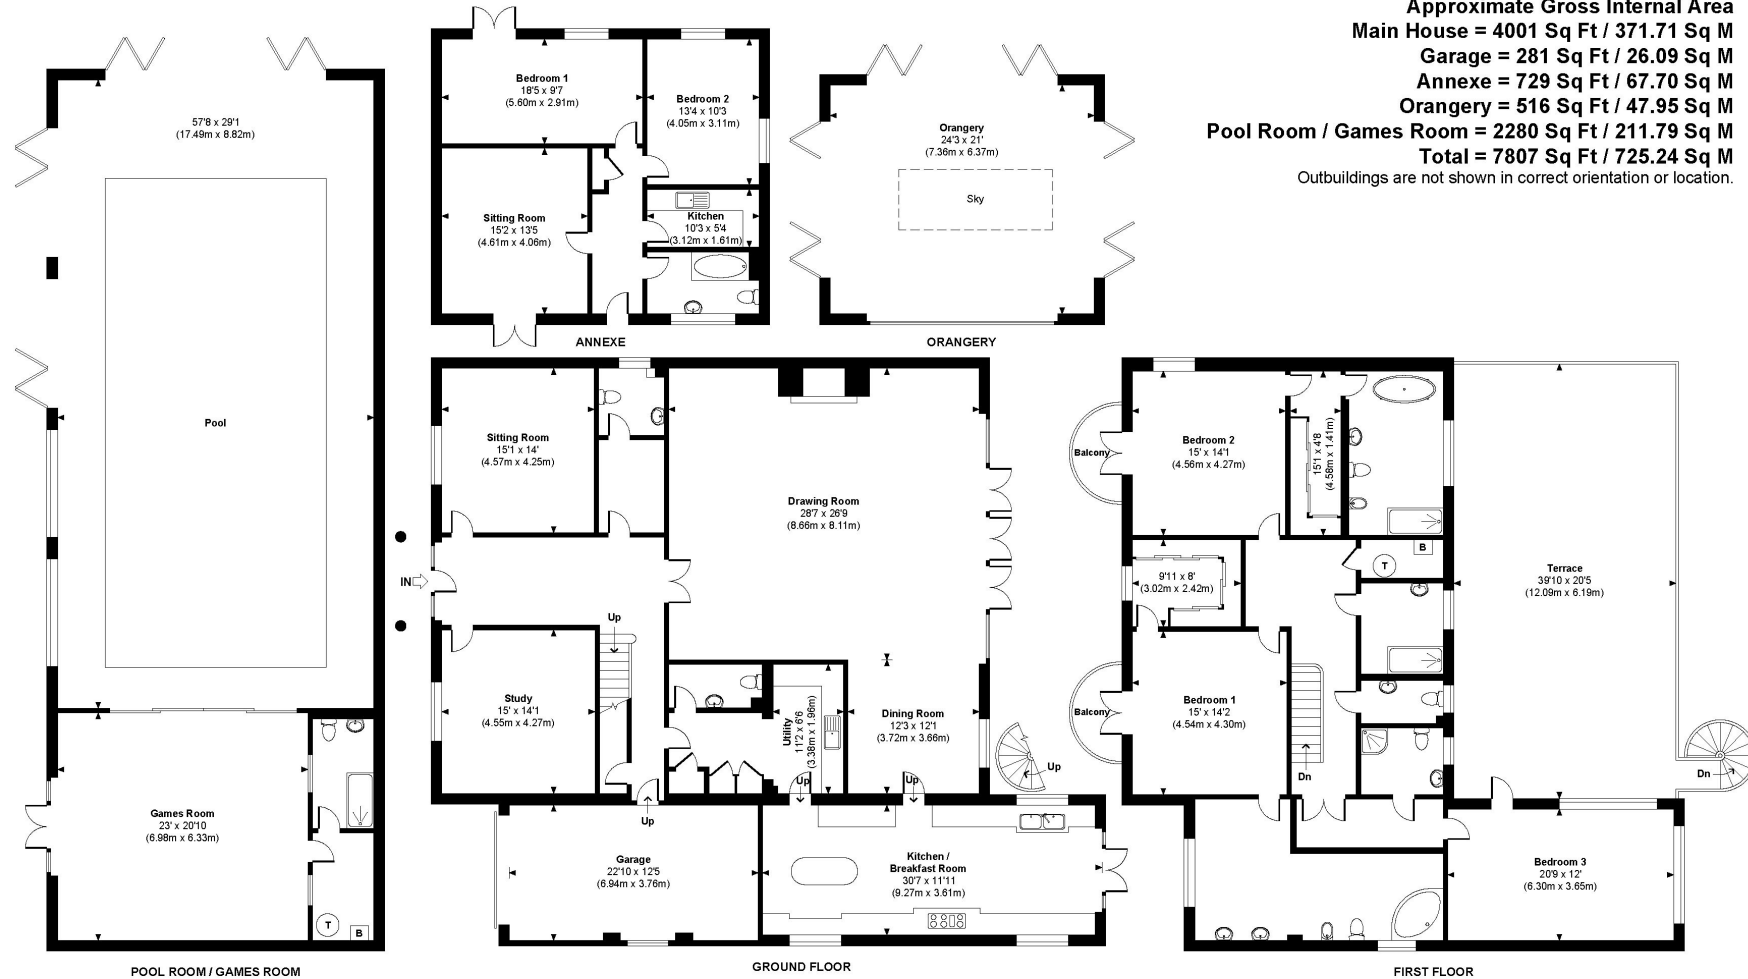 Approximate Gross Internal Area
Main House = 4001 Sq Ft / 371.71 Sq M
Garage = 281 Sq Ft / 26.09 Sq M
Annexe = 729 Sq Ft / 67.70 Sq M
Orangery = 516 Sq Ft / 47.95 Sq M
Pool Room / Games Room = 2280 Sq Ft / 211.79 Sq M
Total = 7807 Sq Ft / 725.24 Sq M
Outbuildings are not shown in correct orientation or location.
57'8 x 29'1
(17.49m x 8.82m)
Pool
Games Room
23' x 20'10
(6.98m x 6.33m)
T
B
POOL ROOM / GAMES ROOM
Bedroom 1
18'5 x 9'7
(5.60m x 2.91m)
Bedroom 2
13'4 x 10'3
(4.05m x 3.11m)
Sitting Room
15'2 x 13'5
(4.61m x 4.06m)
Kitchen
10'3 x 5'4
(3.12m x 1.61m)
ANNEXE
Orangery
24'3 x 21'
(7.36m x 6.37m)
Sky
ORANGERY
Sitting Room
15'1 x 14'
(4.57m x 4.25m)
Drawing Room
28'7 x 26'9
(8.66m x 8.11m)
IN
Up
Study
15' x 14'1
(4.55m x 4.27m)
Utility
11'2 x 6'6
(3.38m x 1.96m)
Dining Room
12'3 x 12'1
(3.72m x 3.66m)
Up
Up
Up
Up
Garage
22'10 x 12'5
(6.94m x 3.76m)
Kitchen /
Breakfast Room
30'7 x 11'11
(9.27m x 3.61m)
GROUND FLOOR
Balcony
Bedroom 2
15' x 14'1
(4.56m x 4.27m)
15'1 x 4'8
(4.58m x 1.41m)
B
T
9'11 x 8'
(3.02m x 2.42m)
Terrace
39'10 x 20'5
(12.09m x 6.19m)
Balcony
Bedroom 1
15' x 14'2
(4.54m x 4.30m)
Dn
Dn
Bedroom 3
20'9 x 12'
(6.30m x 3.65m)
FIRST FLOOR